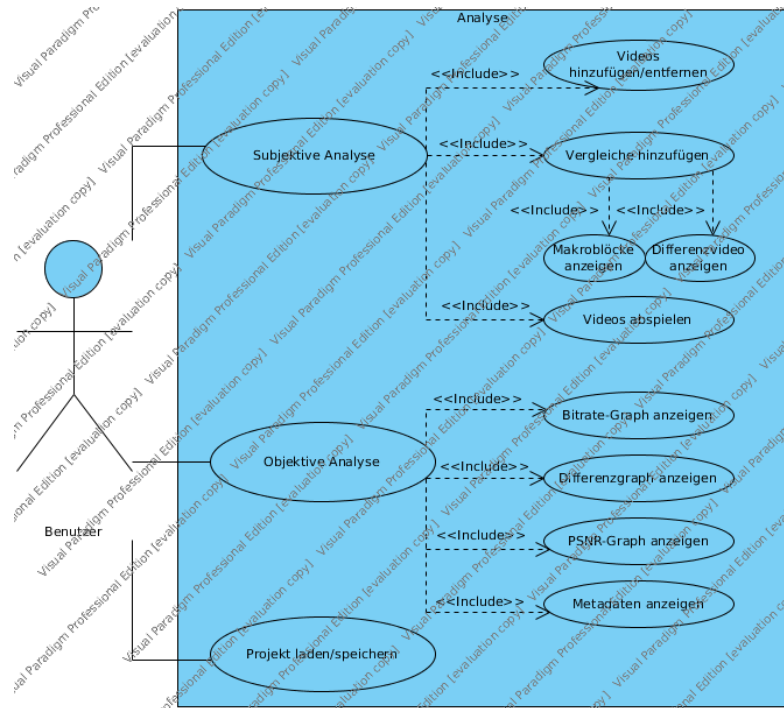 Analyse
Videos
hinzufügen/entfernen
<<Include>>
Subjektive Analyse
<<Include>>
Vergleiche hinzufügen
<<Include>>
<<Include>>
Makroblöcke
anzeigen
Differenzvideo
anzeigen
<<Include>>
Videos abspielen
<<Include>>
Bitrate-Graph anzeigen
Objektive Analyse
<<Include>>
Differenzgraph anzeigen
Benutzer
<<Include>>
PSNR-Graph anzeigen
<<Include>>
Metadaten anzeigen
Projekt laden/speichern
Visual Paradigm Professional Edition [evaluation copy]